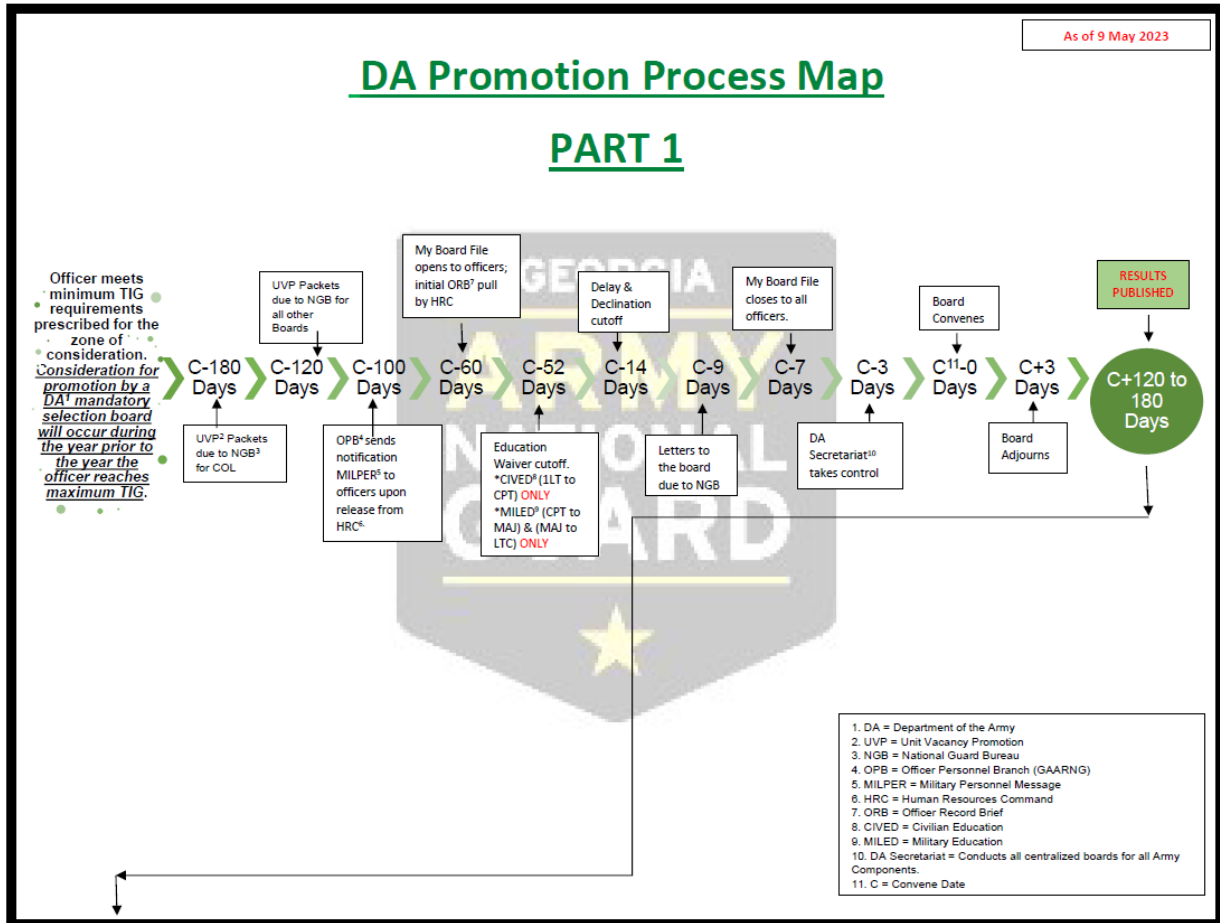 As of 9 May 2023
DA Promotion Process Map
PART 1
Officer meets
minimum TIG
requirements
prescribed for the
zone of
consideration.
Consideration for
promotion by a
DA¹ mandatory
selection board
will occur during
the year prior to
the year the
officer reaches
maximum TIG.
UVP Packets
due to NGB for
all other
Boards
My Board File
opens to officers;
initial ORB⁷ pull
by HRC
Delay &
Declination
cutoff
My Board File
closes to all
officers.
Board
Convenes
RESULTS
PUBLISHED
C-180
Days
C-120
Days
C-100
Days
C-60
Days
C-52
Days
C-14
Days
C-9
Days
C-7
Days
C-3
Days
C¹¹-0
Days
C+3
Days
C+120 to
180
Days
UVP² Packets
due to NGB³
for COL
OPB⁴ sends
notification
MILPER⁵ to
officers upon
release from
HRC⁶.
Education
Waiver cutoff.
*CIVED⁸ (1LT to
CPT) ONLY
*MILED⁹ (CPT to
MAJ) & (MAJ to
LTC) ONLY
Letters to
the board
due to NGB
DA
Secretariat¹⁰
takes control
Board
Adjourns
GEORGIA
ARMY
NATIONAL
GUARD
1. DA = Department of the Army
2. UVP = Unit Vacancy Promotion
3. NGB = National Guard Bureau
4. OPB = Officer Personnel Branch (GAARNG)
5. MILPER = Military Personnel Message
6. HRC = Human Resources Command
7. ORB = Officer Record Brief
8. CIVED = Civilian Education
9. MILED = Military Education
10. DA Secretariat = Conducts all centralized boards for all Army
Components.
11. C = Convene Date